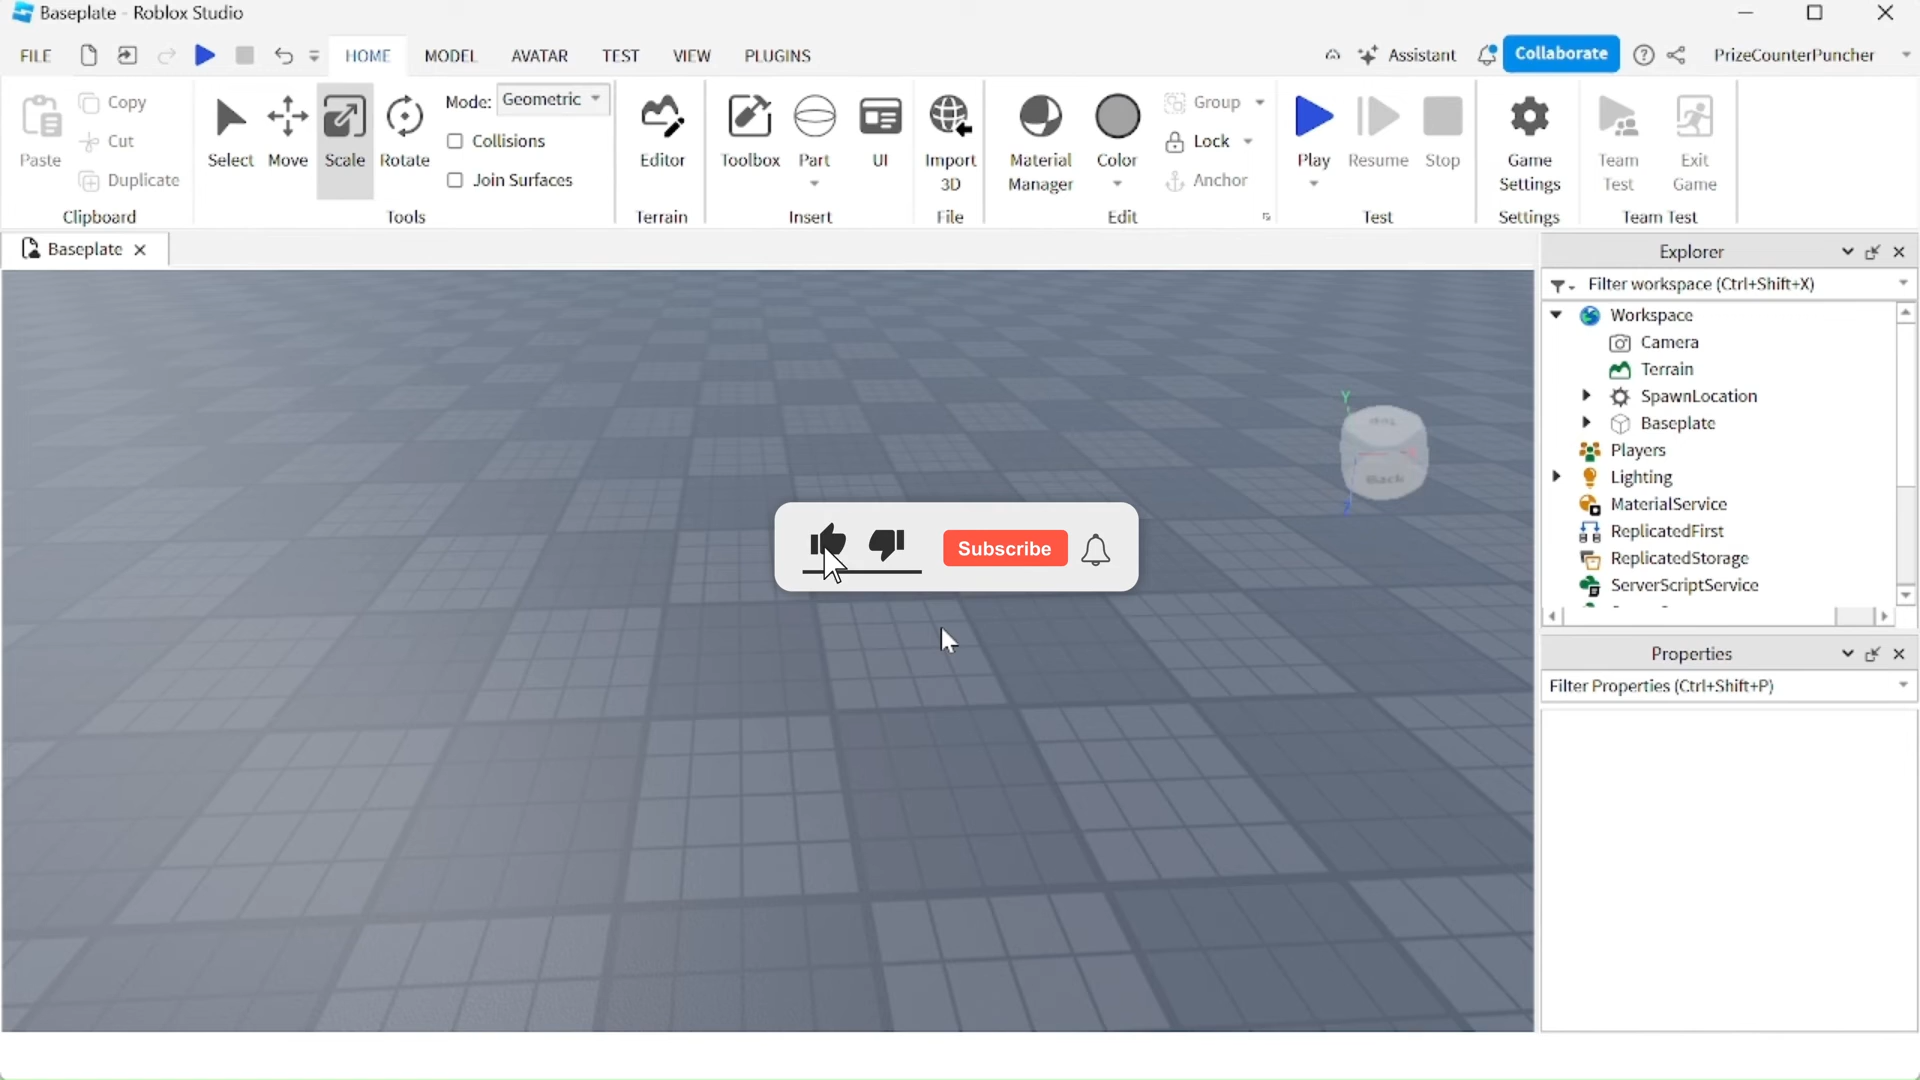 Baseplate - Roblox Studio
FILE HOME MODEL AVATAR TEST VIEW PLUGINS Assistant Collaborate PrizeCounterPuncher
Paste Copy Cut Duplicate
Clipboard
Select Move Scale Rotate Mode: Geometric
Collisions
Join Surfaces
Tools
Editor
Terrain
Toolbox Part UI
Insert
Import 3D
File
Material Manager Color Group Lock Anchor
Edit
Play Resume Stop
Test
Game Settings
Settings
Team Test Exit Game
Team Test
Baseplate
Explorer
Filter workspace (Ctrl+Shift+X)
Workspace
Camera
Terrain
SpawnLocation
Baseplate
Players
Lighting
MaterialService
ReplicatedFirst
ReplicatedStorage
ServerScriptService
Y
Back
Z
Subscribe
Properties
Filter Properties (Ctrl+Shift+P)